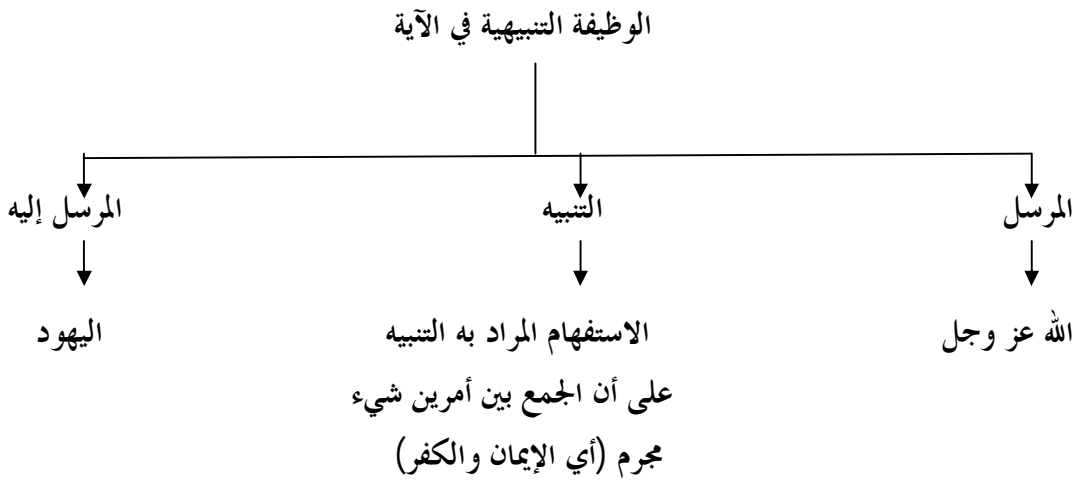 الوظيفة التنبيهية في الآية
المرسل التنبيه المرسل إليه
الله عز وجل الاستفهام المراد به التنبيه اليهود
على أن الجمع بين أمرين شيء
مجرم (أي الإيمان والكفر)